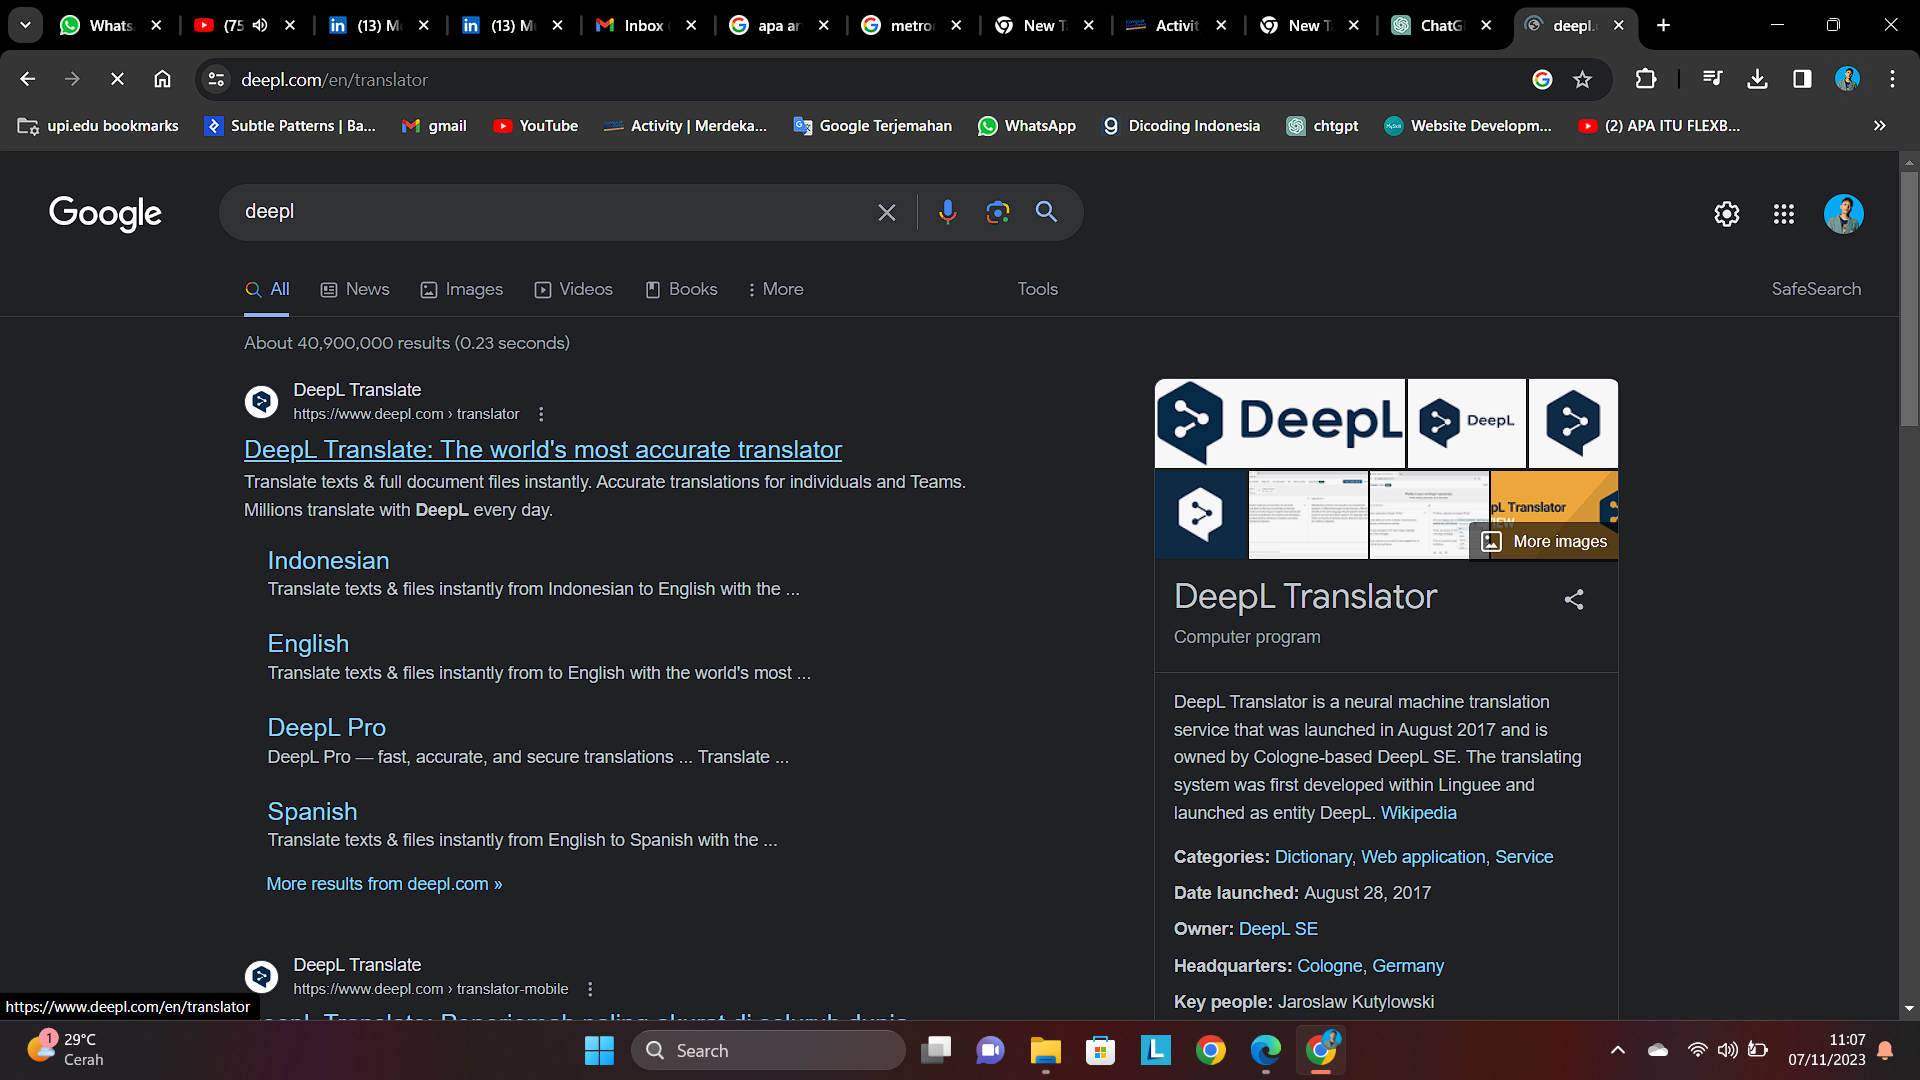 Whats
(75
(13) M
(13) M
Inbox
apa ar
metro
New T
Activit
New T
ChatG
deepl.
deepl.com/en/translator
upi.edu bookmarks
Subtle Patterns | Ba...
gmail
YouTube
Activity | Merdeka...
Google Terjemahan
WhatsApp
Dicoding Indonesia
chtgpt
Website Developm...
(2) APA ITU FLEXB...
Google
deepl
All
News
Images
Videos
Books
More
Tools
SafeSearch
About 40,900,000 results (0.23 seconds)
DeepL Translate
https://www.deepl.com › translator
DeepL Translate: The world's most accurate translator
Translate texts & full document files instantly. Accurate translations for individuals and Teams.
Millions translate with DeepL every day.
Indonesian
Translate texts & files instantly from Indonesian to English with the ...
English
Translate texts & files instantly from to English with the world's most ...
DeepL Pro
DeepL Pro — fast, accurate, and secure translations ... Translate ...
Spanish
Translate texts & files instantly from English to Spanish with the ...
More results from deepl.com »
DeepL Translate
https://www.deepl.com › translator-mobile
DeepL Translate: Penerjemah paling akurat di seluruh dunia
https://www.deepl.com/en/translator
DeepL
DeepL
pL Translator
More images
DeepL Translator
Computer program
DeepL Translator is a neural machine translation
service that was launched in August 2017 and is
owned by Cologne-based DeepL SE. The translating
system was first developed within Linguee and
launched as entity DeepL. Wikipedia
Categories: Dictionary, Web application, Service
Date launched: August 28, 2017
Owner: DeepL SE
Headquarters: Cologne, Germany
Key people: Jaroslaw Kutylowski
1
29°C
Cerah
Search
11:07
07/11/2023